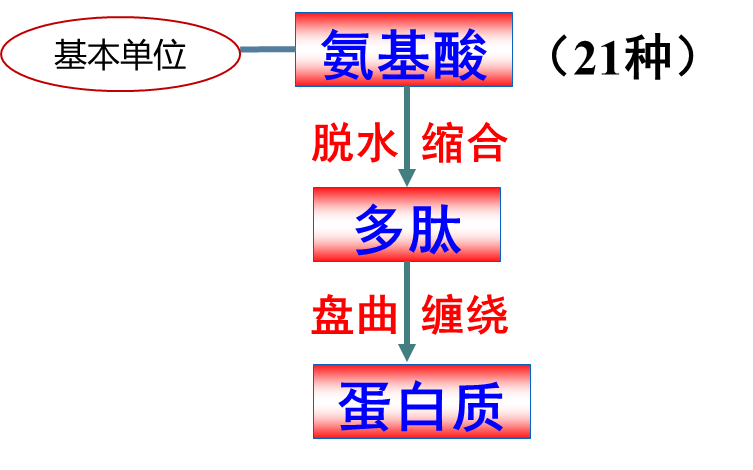 基本单位
氨基酸 （21种）
脱水 缩合
多肽
盘曲 缠绕
蛋白质